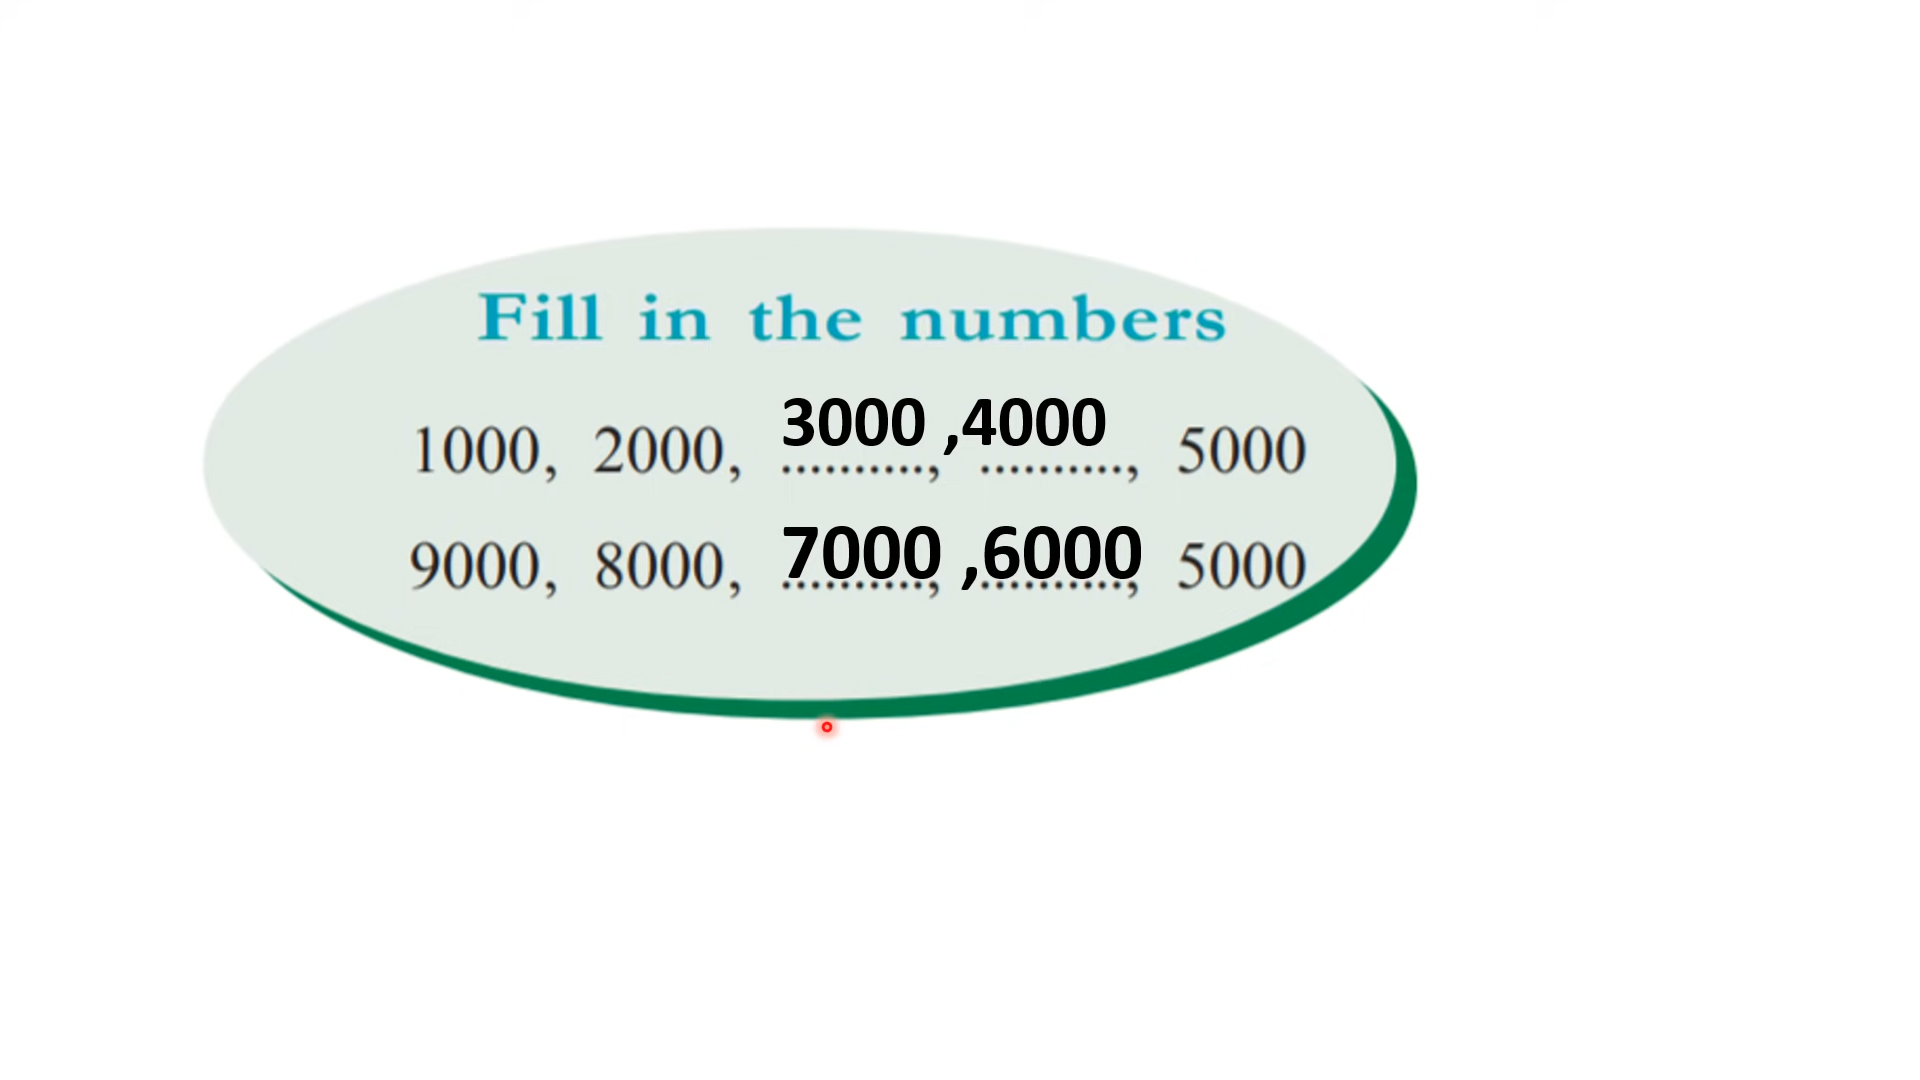 Fill in the numbers
1000, 2000, 3000 ,4000 .........., .........., 5000
9000, 8000, 7000 ,6000 .........., .........., 5000